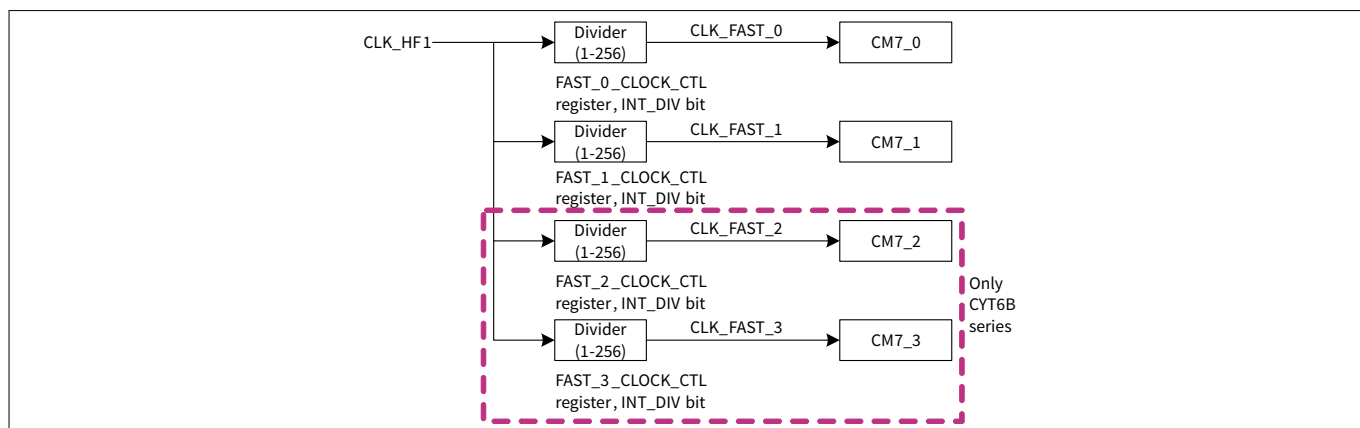 CLK_HF1
Divider
(1-256)
CLK_FAST_0
CM7_0
FAST_0_CLOCK_CTL
register, INT_DIV bit
Divider
(1-256)
CLK_FAST_1
CM7_1
FAST_1_CLOCK_CTL
register, INT_DIV bit
Divider
(1-256)
CLK_FAST_2
CM7_2
FAST_2_CLOCK_CTL
register, INT_DIV bit
Only
CYT6B
series
Divider
(1-256)
CLK_FAST_3
CM7_3
FAST_3_CLOCK_CTL
register, INT_DIV bit